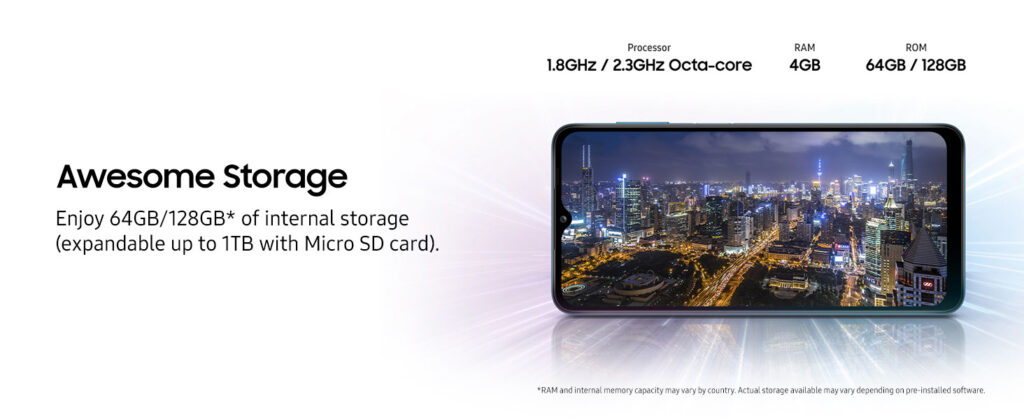 Processor
1.8GHz / 2.3GHz Octa-core
RAM
4GB
ROM
64GB / 128GB
Awesome Storage
Enjoy 64GB/128GB* of internal storage
(expandable up to 1TB with Micro SD card).
*RAM and internal memory capacity may vary by country. Actual storage available may vary depending on pre-installed software.